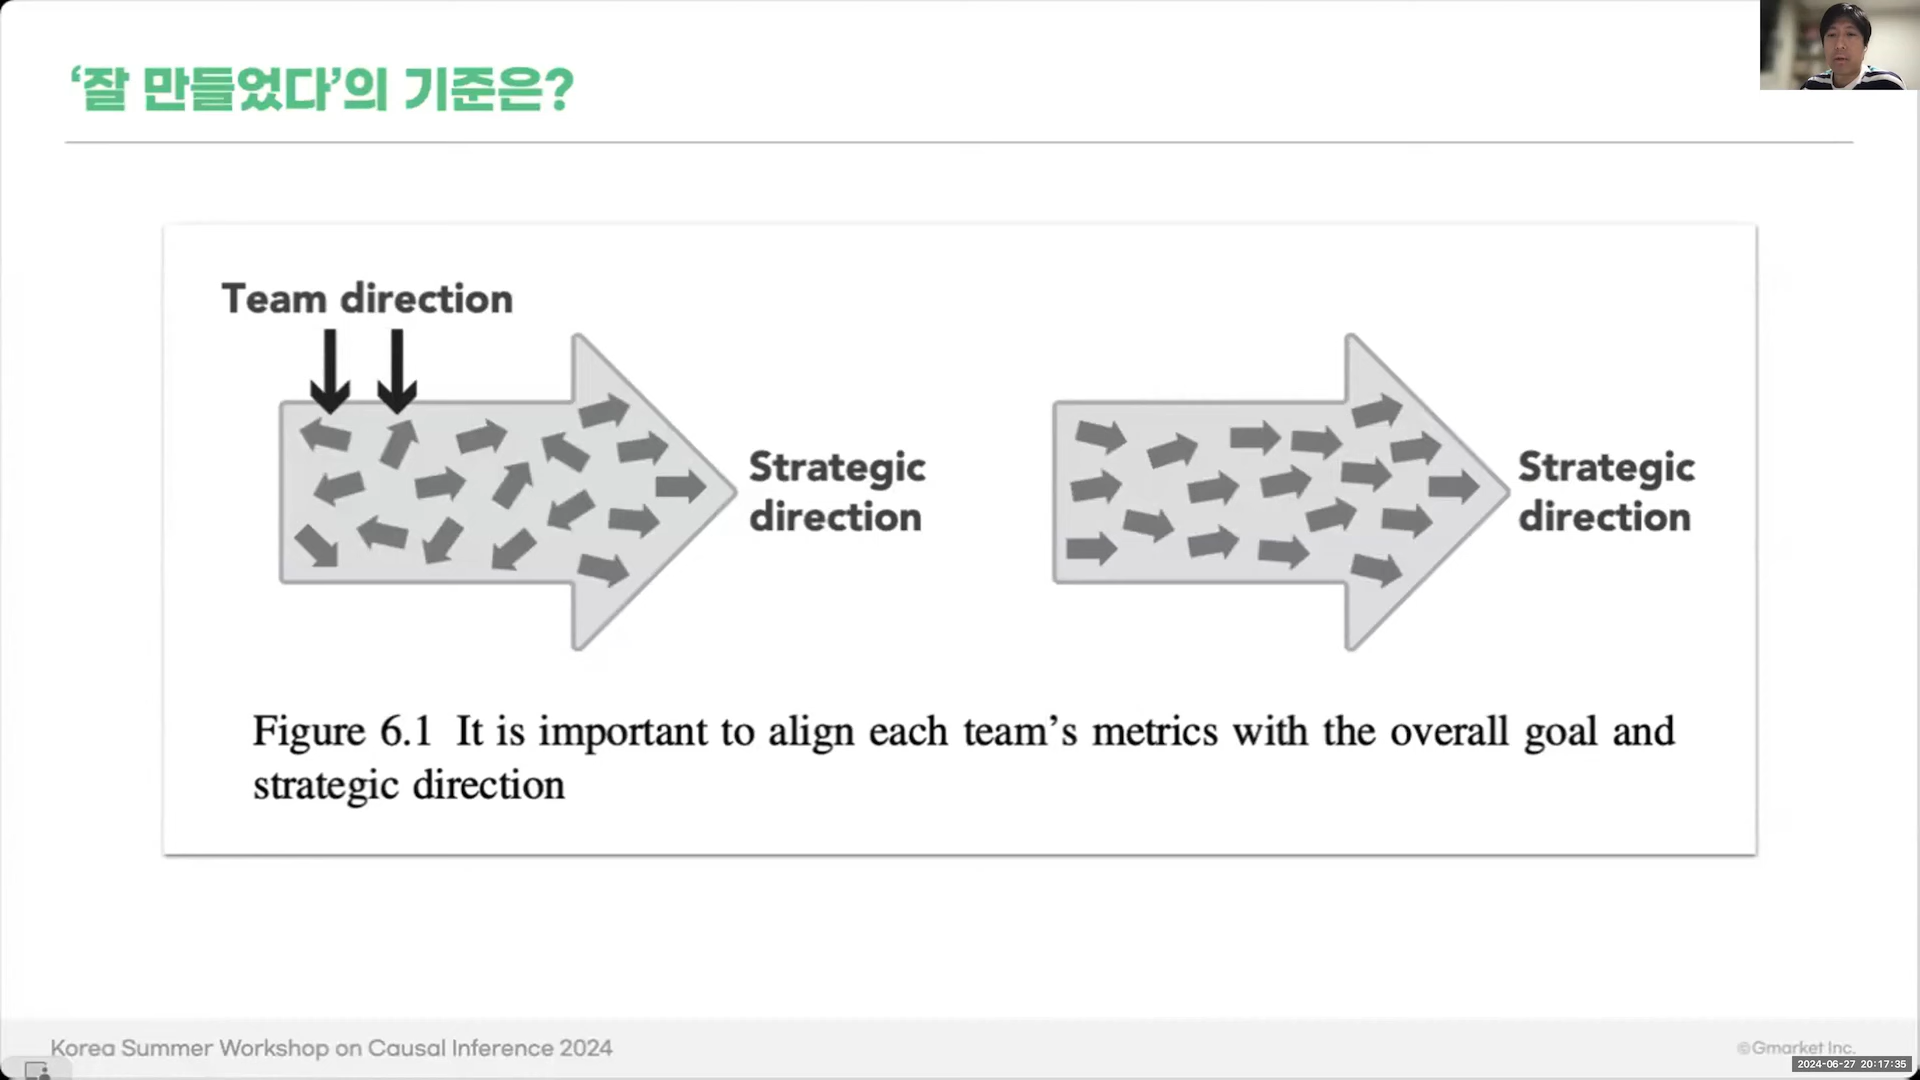 ‘잘 만들었다’의 기준은?
Team direction
Strategic
direction
Strategic
direction
Figure 6.1 It is important to align each team’s metrics with the overall goal and
strategic direction
Korea Summer Workshop on Causal Inference 2024
©Gmarket Inc.
2024-06-27 20:17:35